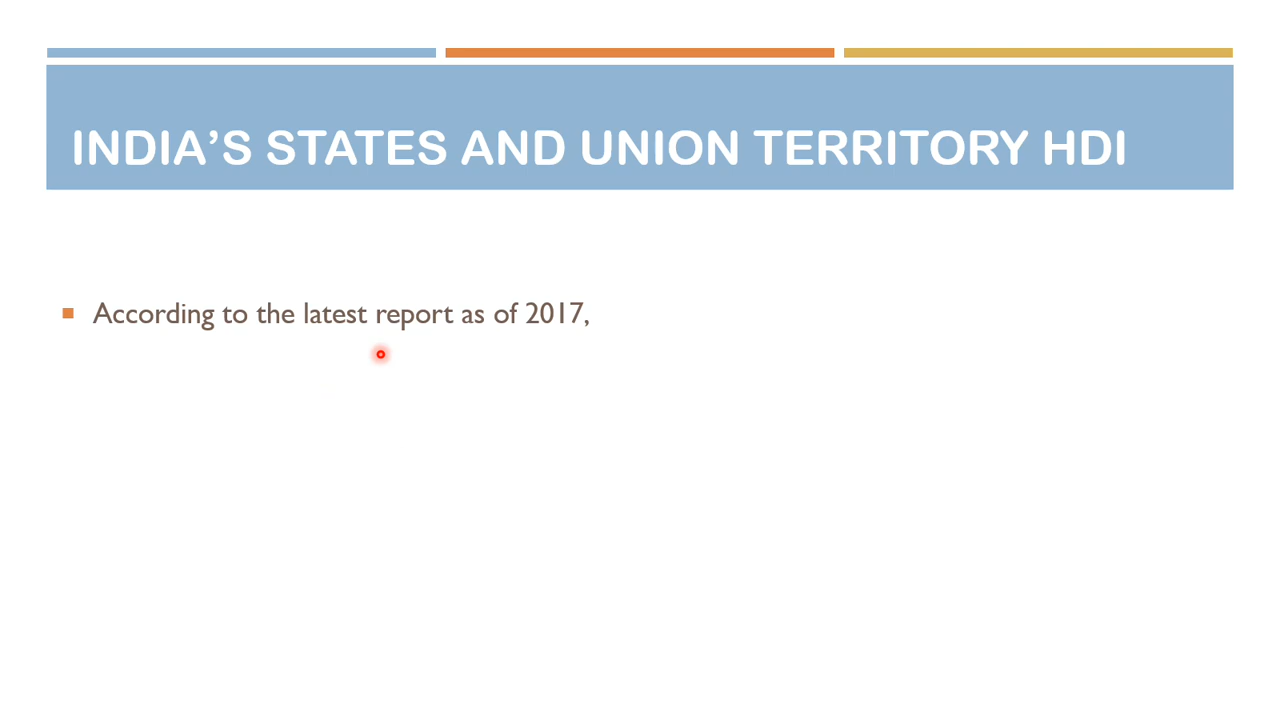 INDIA’S STATES AND UNION TERRITORY HDI
According to the latest report as of 2017,